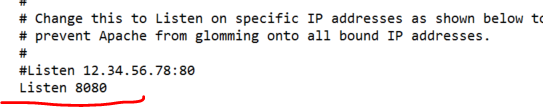 #
# Change this to Listen on specific IP addresses as shown below to
# prevent Apache from glomming onto all bound IP addresses.
#
#Listen 12.34.56.78:80
Listen 8080